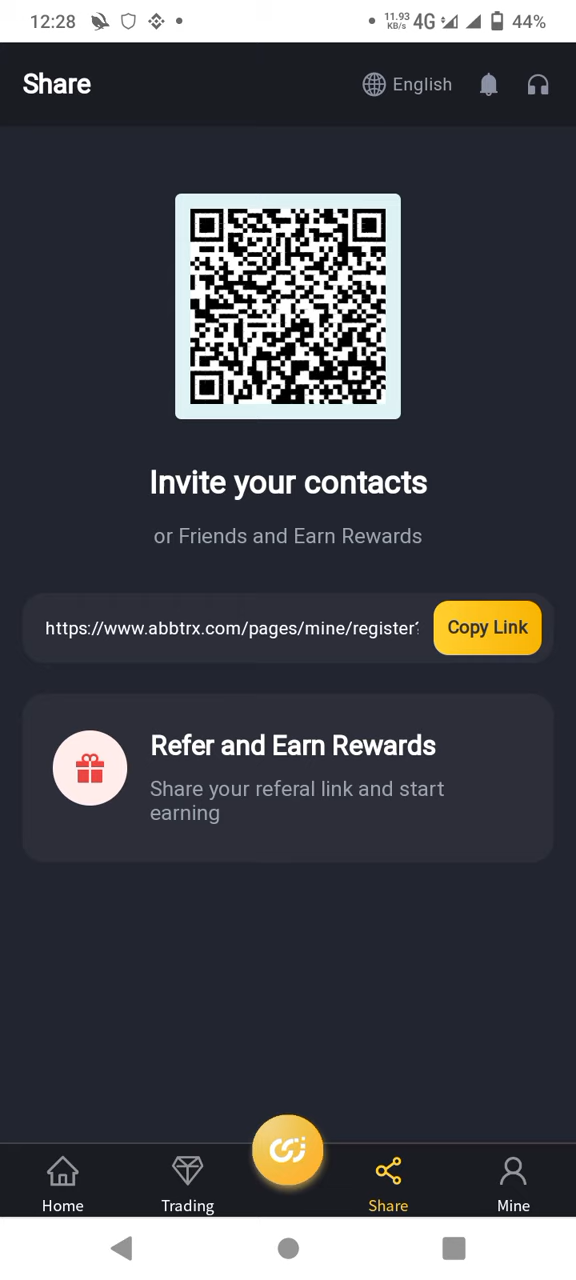 12:28
11.93
KB/s
4G
44%
Share
English
Invite your contacts
or Friends and Earn Rewards
https://www.abbtrx.com/pages/mine/register?
Copy Link
Refer and Earn Rewards
Share your referal link and start
earning
Home
Trading
Share
Mine